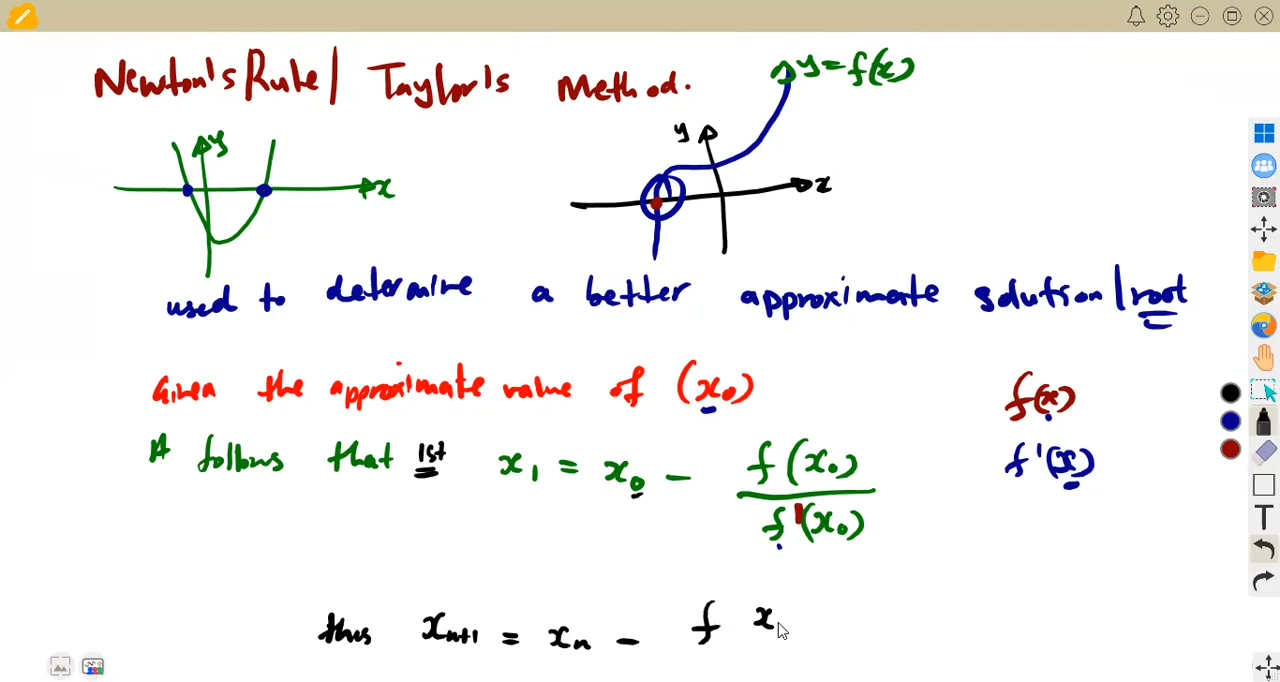 Newton's Rule/ Taylor's Method.
y = f(x)
y
x
y
x
used to determine a better approximate solution/root
Given the approximate value of (x₀)
f(x)
It follows that 1st x₁ = x₀ − f(x₀) / f'(x₀)
f'(x)
thus xₙ₊₁ = xₙ − f x
T